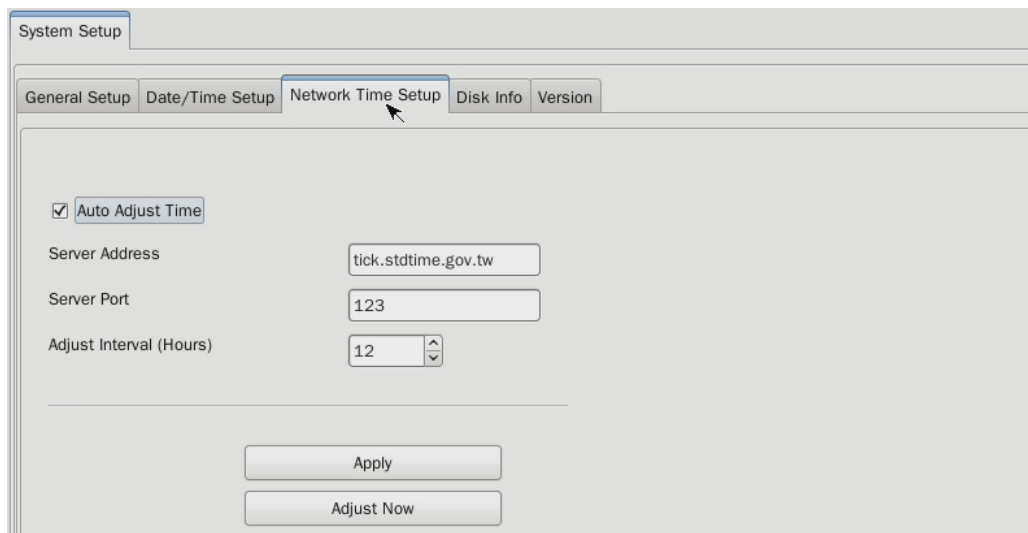 System Setup
General Setup Date/Time Setup Network Time Setup Disk Info Version
Auto Adjust Time
Server Address tick.stdtime.gov.tw
Server Port 123
Adjust Interval (Hours) 12
Apply
Adjust Now